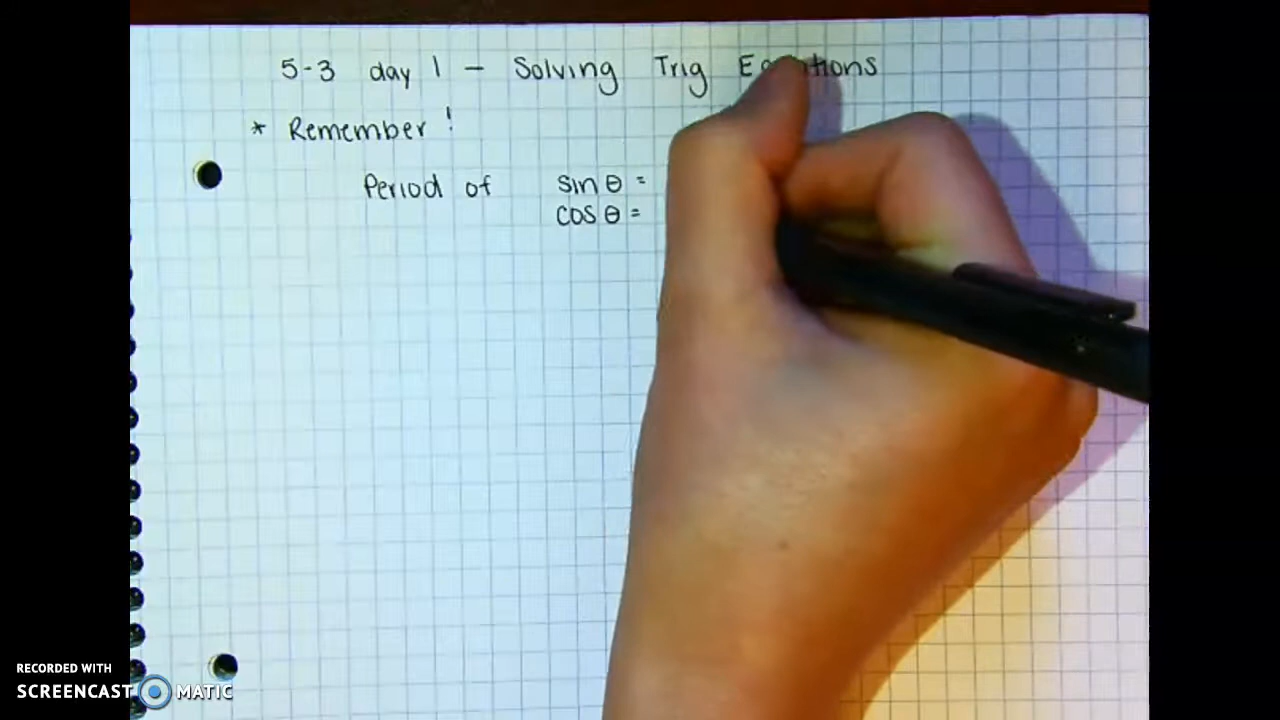 5-3 day 1 - Solving Trig
* Remember!
Period of sin θ =
cos θ =
RECORDED WITH
SCREENCAST MATIC